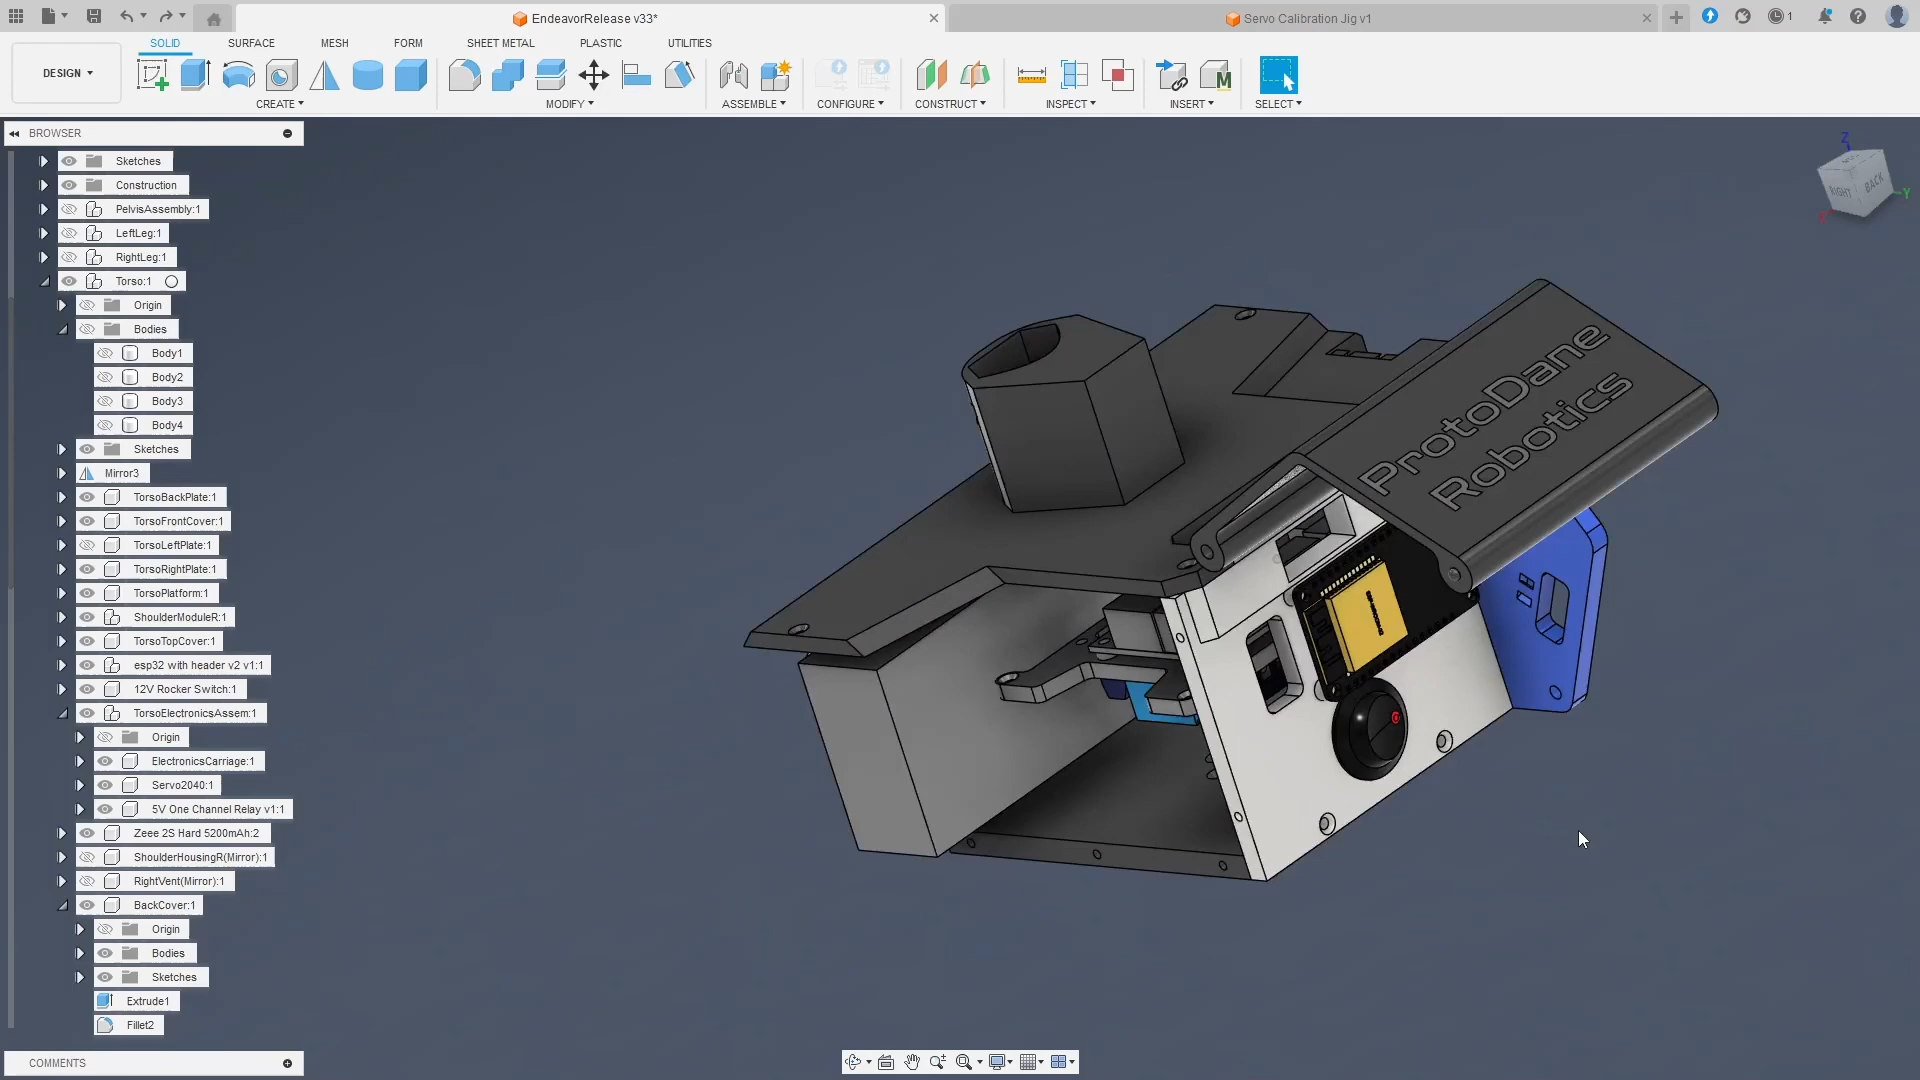 EndeavorRelease v33*
Servo Calibration Jig v1
1
SOLID
SURFACE
MESH
FORM
SHEET METAL
PLASTIC
UTILITIES
DESIGN
CREATE
MODIFY
ASSEMBLE
CONFIGURE
CONSTRUCT
INSPECT
INSERT
SELECT
BROWSER
Sketches
Construction
PelvisAssembly:1
LeftLeg:1
RightLeg:1
Torso:1
Origin
Bodies
Body1
Body2
Body3
Body4
Sketches
Mirror3
TorsoBackPlate:1
TorsoFrontCover:1
TorsoLeftPlate:1
TorsoRightPlate:1
TorsoPlatform:1
ShoulderModuleR:1
TorsoTopCover:1
esp32 with header v2 v1:1
12V Rocker Switch:1
TorsoElectronicsAssem:1
Origin
ElectronicsCarriage:1
Servo2040:1
5V One Channel Relay v1:1
Zeee 2S Hard 5200mAh:2
ShoulderHousingR(Mirror):1
RightVent(Mirror):1
BackCover:1
Origin
Bodies
Sketches
Extrude1
Fillet2
COMMENTS
Z
RIGHT
BACK
Y
X
ProtoDane
Robotics